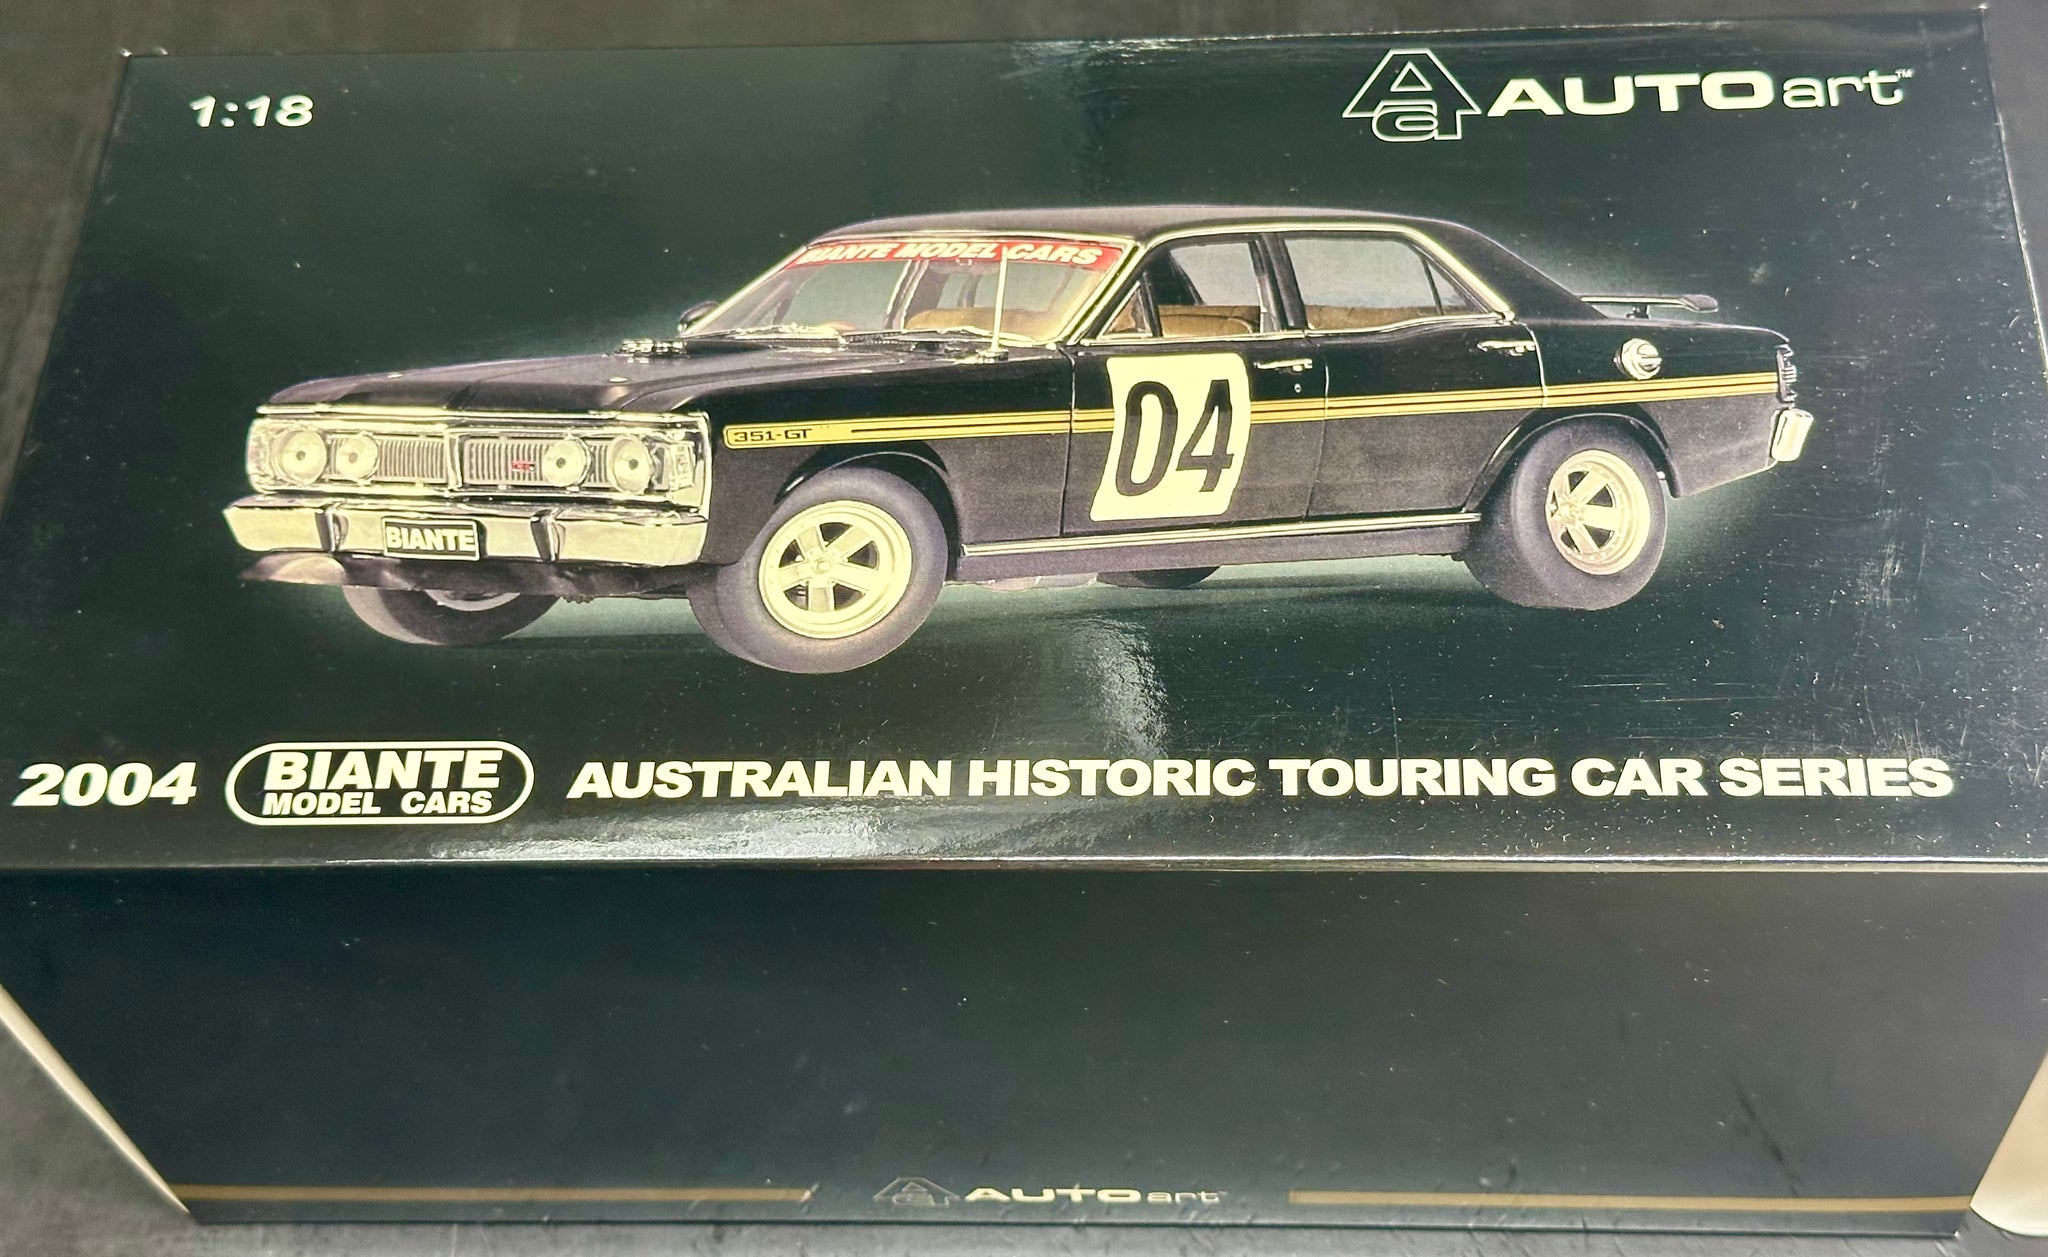 1:18
AUTOart™
BIANTE MODEL CARS
351-GT
04
BIANTE
2004 BIANTE MODEL CARS AUSTRALIAN HISTORIC TOURING CAR SERIES
AUTOart